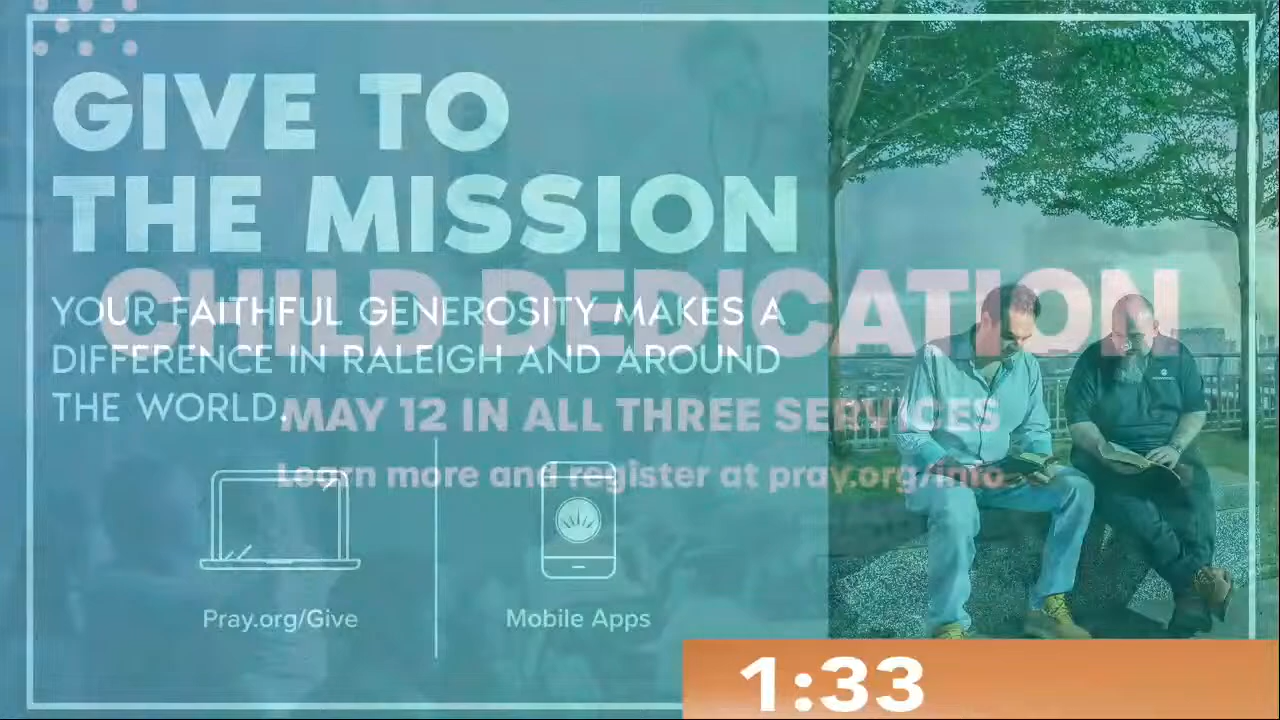 GIVE TO
THE MISSION
CHILD DEDICATION
YOUR FAITHFUL GENEROSITY MAKES A
DIFFERENCE IN RALEIGH AND AROUND
THE WORLD.
MAY 12 IN ALL THREE SERVICES
Learn more and register at pray.org/info
Pray.org/Give
Mobile Apps
1:33